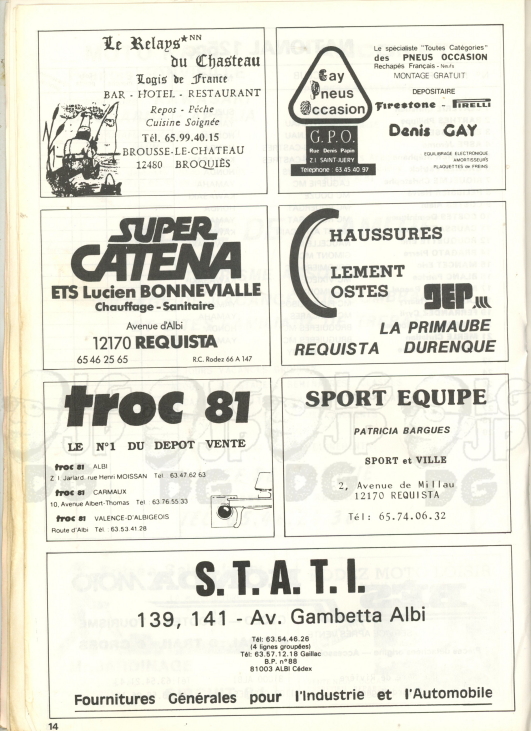 Le Relays*NN
du Chasteau
Logis de France
BAR - HOTEL - RESTAURANT
Repos - Pêche
Cuisine Soignée
Tél. 65.99.40.15
BROUSSE-LE-CHATEAU
12480 BROQUIÈS
Gay
Pneus
Occasion
G.P.O.
Rue Denis Papin
Z.I. SAINT-JUERY
Téléphone : 63 45 40 97
Le spécialiste "Toutes Catégories"
des PNEUS OCCASION
Rechapés Français - Neufs
MONTAGE GRATUIT
DEPOSITAIRE
Firestone - PIRELLI
Denis GAY
EQUILIBRAGE ELECTRONIQUE
AMORTISSEURS
PLAQUETTES de FREINS
SUPER
CATENA
ETS Lucien BONNEVIALLE
Chauffage - Sanitaire
Avenue d'Albi
12170 REQUISTA
65 46 25 65
R.C. Rodez 66 A 147
CHAUSSURES
CLEMENT
COSTES
GEP
LA PRIMAUBE
REQUISTA DURENQUE
troc 81
LE N°1 DU DEPOT VENTE
troc 81 ALBI
Z. I. Jarlard, rue Henri MOISSAN Tel : 63.47.62 63
troc 81 CARMAUX
10, Avenue Albert-Thomas Tél 63.76.55.33
troc 81 VALENCE-D'ALBIGEOIS
Route d'Albi Tél. 63.53.41.28
SPORT EQUIPE
PATRICIA BARGUES
SPORT et VILLE
2, Avenue de Millau
12170 REQUISTA
Tél: 65.74.06.32
S.T.A.T.I.
139, 141 - Av. Gambetta Albi
Tél: 63.54.46.26
(4 lignes groupées)
Tél: 63.57.12.18 Gaillac
B.P. n° 88
81003 ALBI Cédex
Fournitures Générales pour l'Industrie et l'Automobile
14